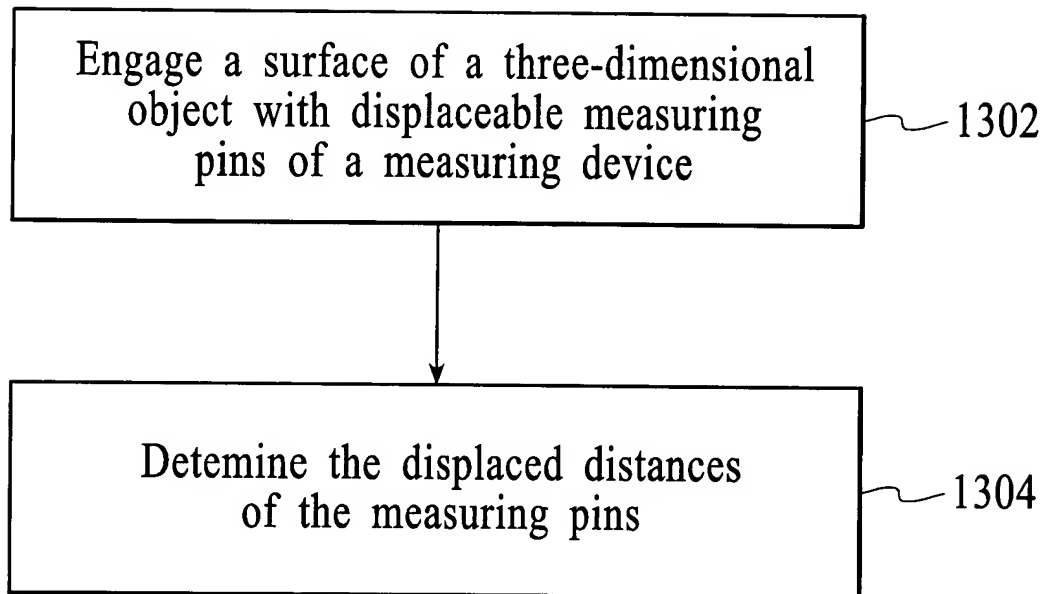 Engage a surface of a three-dimensional
object with displaceable measuring
pins of a measuring device
1302
Detemine the displaced distances
of the measuring pins
1304